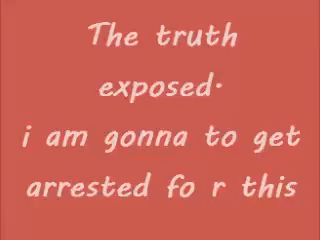 The truth
exposed.
i am gonna to get
arrested fo r this